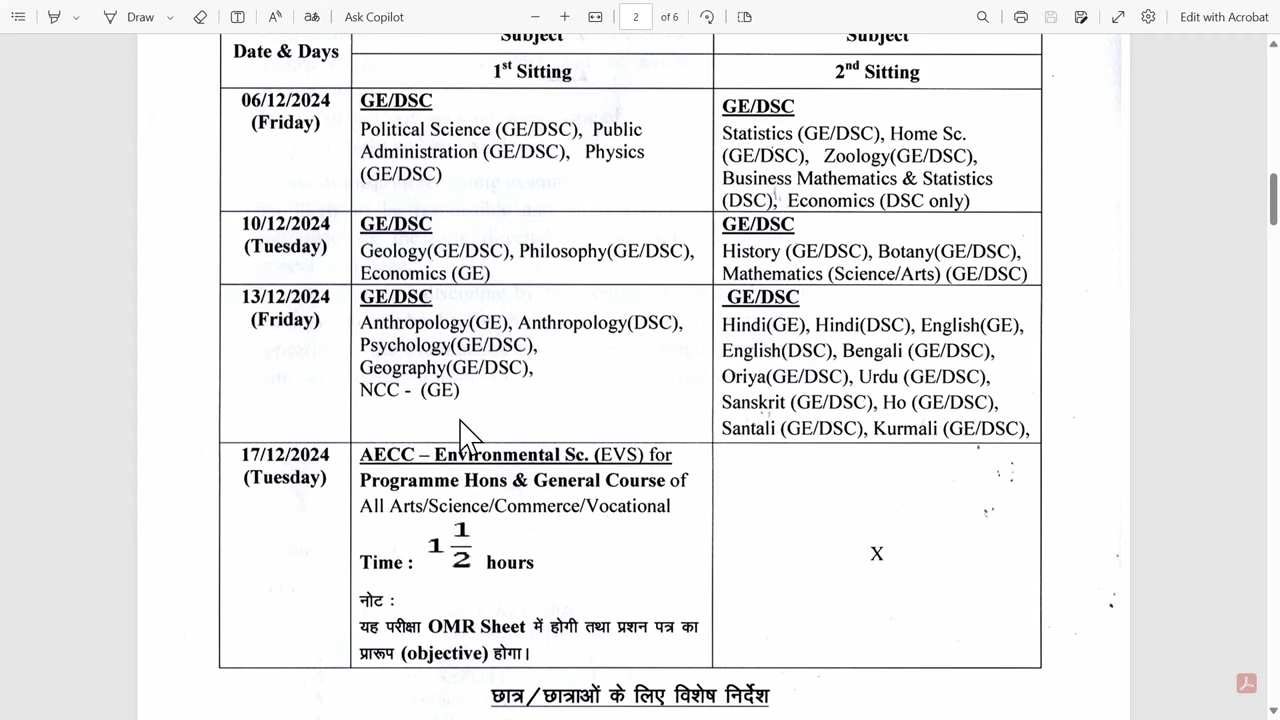 Draw
Ask Copilot
2
of 6
Edit with Acrobat
Date & Days
Subject
Subject
1st Sitting
2nd Sitting
06/12/2024
(Friday)
GE/DSC
Political Science (GE/DSC), Public
Administration (GE/DSC), Physics
(GE/DSC)
GE/DSC
Statistics (GE/DSC), Home Sc.
(GE/DSC), Zoology(GE/DSC),
Business Mathematics & Statistics
(DSC), Economics (DSC only)
10/12/2024
(Tuesday)
GE/DSC
Geology(GE/DSC), Philosophy(GE/DSC),
Economics (GE)
GE/DSC
History (GE/DSC), Botany(GE/DSC),
Mathematics (Science/Arts) (GE/DSC)
13/12/2024
(Friday)
GE/DSC
Anthropology(GE), Anthropology(DSC),
Psychology(GE/DSC),
Geography(GE/DSC),
NCC - (GE)
GE/DSC
Hindi(GE), Hindi(DSC), English(GE),
English(DSC), Bengali (GE/DSC),
Oriya(GE/DSC), Urdu (GE/DSC),
Sanskrit (GE/DSC), Ho (GE/DSC),
Santali (GE/DSC), Kurmali (GE/DSC),
17/12/2024
(Tuesday)
AECC – Environmental Sc. (EVS) for
Programme Hons & General Course of
All Arts/Science/Commerce/Vocational
Time : 1 1/2 hours
नोट :
यह परीक्षा OMR Sheet में होगी तथा प्रशन पत्र का
प्रारूप (objective) होगा।
X
छात्र/छात्राओं के लिए विशेष निर्देश